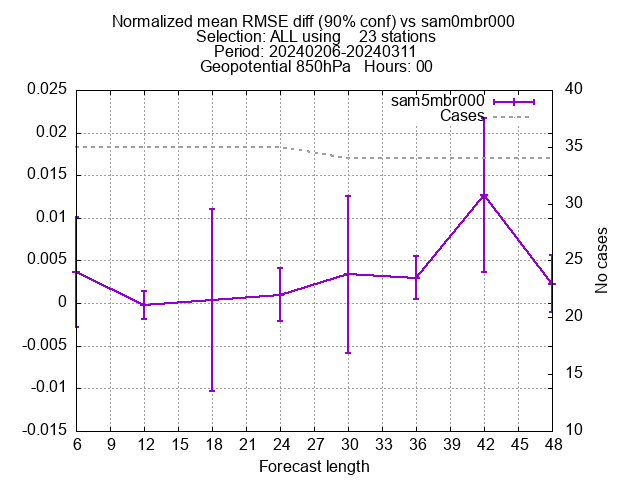 Normalized mean RMSE diff (90% conf) vs sam0mbr000
Selection: ALL using    23 stations
Period: 20240206-20240311
Geopotential 850hPa   Hours: 00
0.025
0.02
0.015
0.01
0.005
0
-0.005
-0.01
-0.015
40
35
30
25
20
15
10
No cases
sam5mbr000
Cases
6 9 12 15 18 21 24 27 30 33 36 39 42 45 48
Forecast length